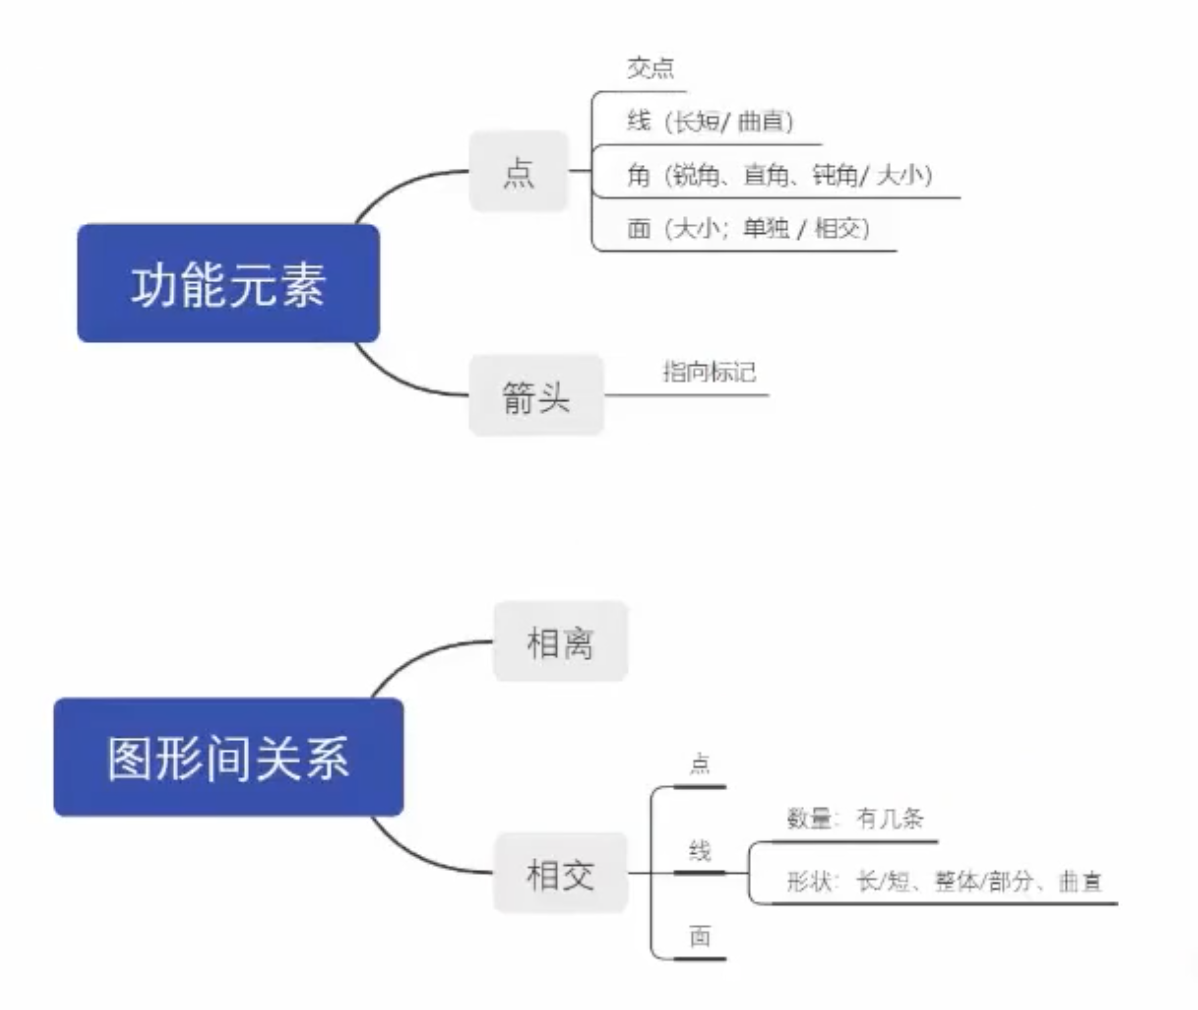 交点
线（长短/ 曲直）
点
角（锐角、直角、钝角/ 大小）
面（大小；单独 / 相交）
功能元素
指向标记
箭头
相离
图形间关系
点
数量：有几条
线
相交
形状：长/短、整体/部分、曲直
面